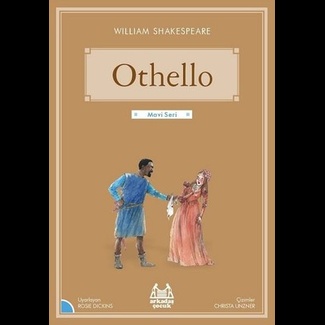 WILLIAM SHAKESPEARE
Othello
Mavi Seri
Uyarlayan
ROSIE DICKINS
arkadaş
çocuk
Çizimler
CHRISTA UNZNER